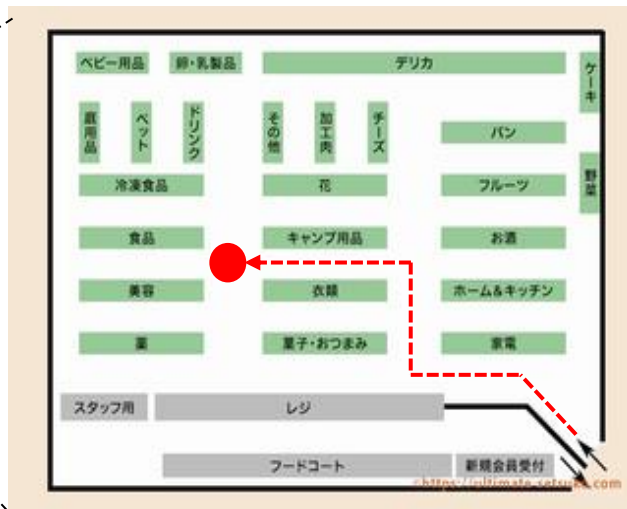 ベビー用品
卵・乳製品
デリカ
ケーキ
庭用品
ペット
ドリンク
その他
加工肉
チーズ
パン
野菜
冷凍食品
花
フルーツ
食品
キャンプ用品
お酒
美容
衣類
ホーム&キッチン
薬
菓子・おつまみ
家電
スタッフ用
レジ
フードコート
新規会員受付